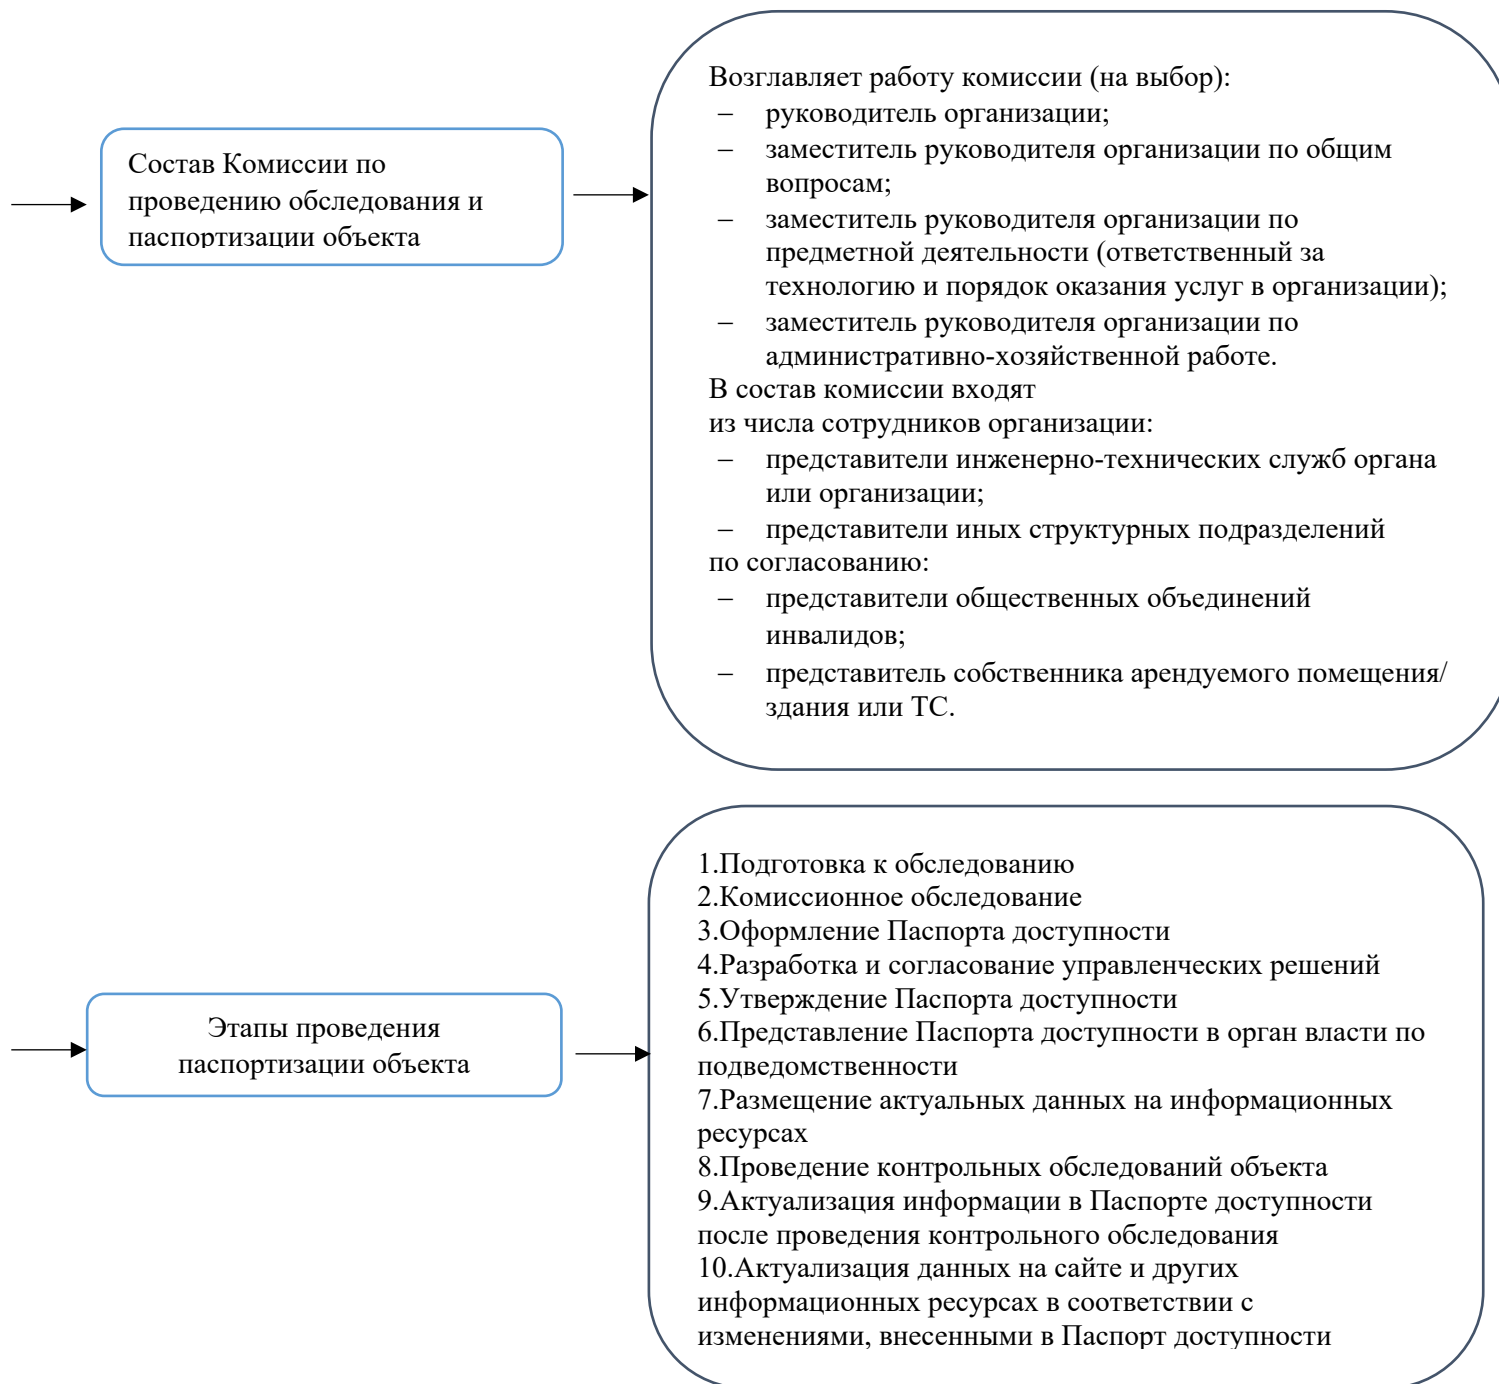 Состав Комиссии по
проведению обследования и
паспортизации объекта
Возглавляет работу комиссии (на выбор):
– руководитель организации;
– заместитель руководителя организации по общим
вопросам;
– заместитель руководителя организации по
предметной деятельности (ответственный за
технологию и порядок оказания услуг в организации);
– заместитель руководителя организации по
административно-хозяйственной работе.
В состав комиссии входят
из числа сотрудников организации:
– представители инженерно-технических служб органа
или организации;
– представители иных структурных подразделений
по согласованию:
– представители общественных объединений
инвалидов;
– представитель собственника арендуемого помещения/
здания или ТС.
Этапы проведения
паспортизации объекта
1.Подготовка к обследованию
2.Комиссионное обследование
3.Оформление Паспорта доступности
4.Разработка и согласование управленческих решений
5.Утверждение Паспорта доступности
6.Представление Паспорта доступности в орган власти по
подведомственности
7.Размещение актуальных данных на информационных
ресурсах
8.Проведение контрольных обследований объекта
9.Актуализация информации в Паспорте доступности
после проведения контрольного обследования
10.Актуализация данных на сайте и других
информационных ресурсах в соответствии с
изменениями, внесенными в Паспорт доступности